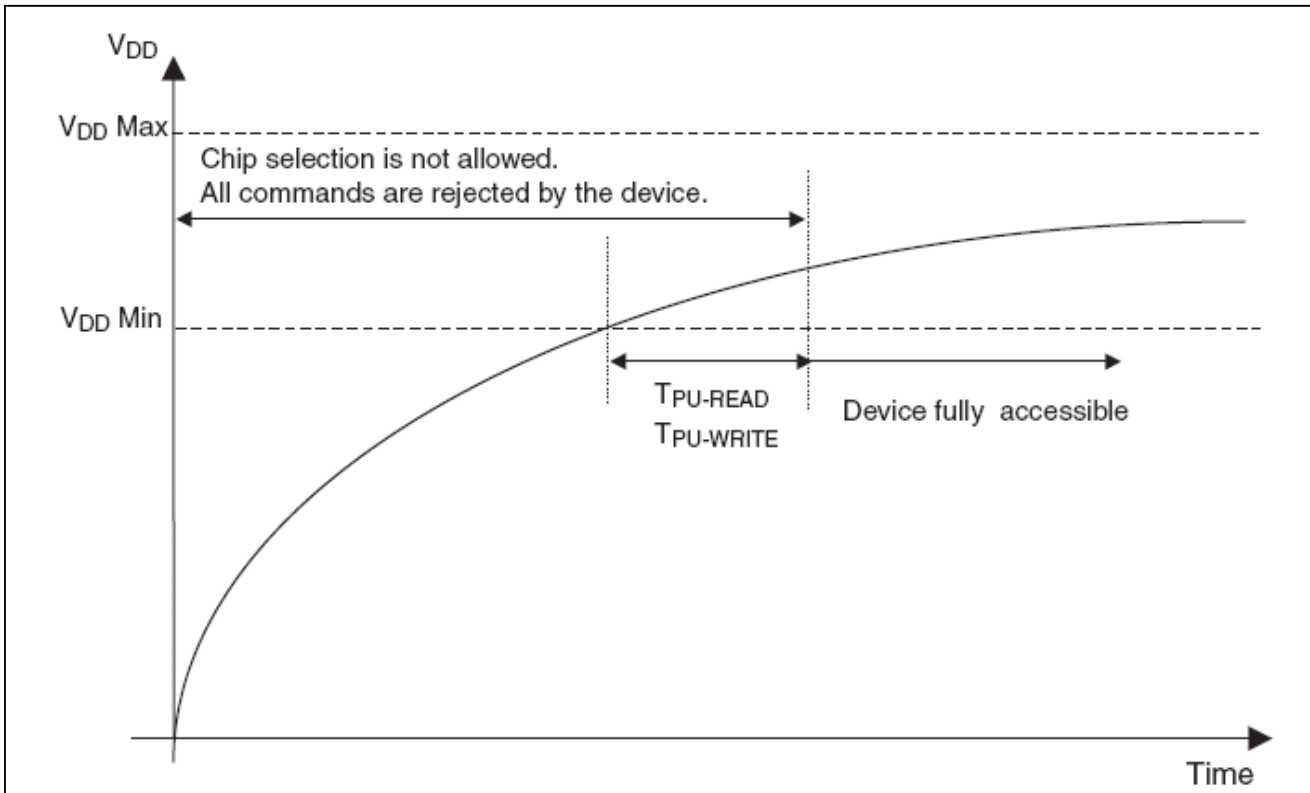 VDD
VDD Max
Chip selection is not allowed.
All commands are rejected by the device.
VDD Min
TPU-READ
TPU-WRITE
Device fully accessible
Time